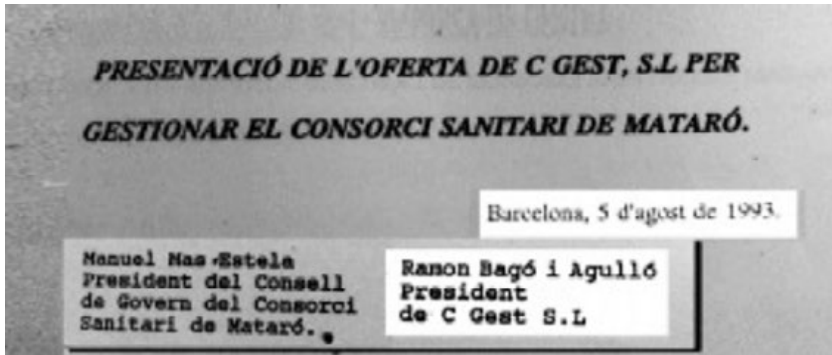 PRESENTACIÓ DE L'OFERTA DE C GEST, S.L PER
GESTIONAR EL CONSORCI SANITARI DE MATARÓ.
Barcelona, 5 d'agost de 1993.
Manuel Mas Estela
President del Consell
de Govern del Consorci
Sanitari de Mataró.
Ramon Bagó i Agulló
President
de C Gest S.L